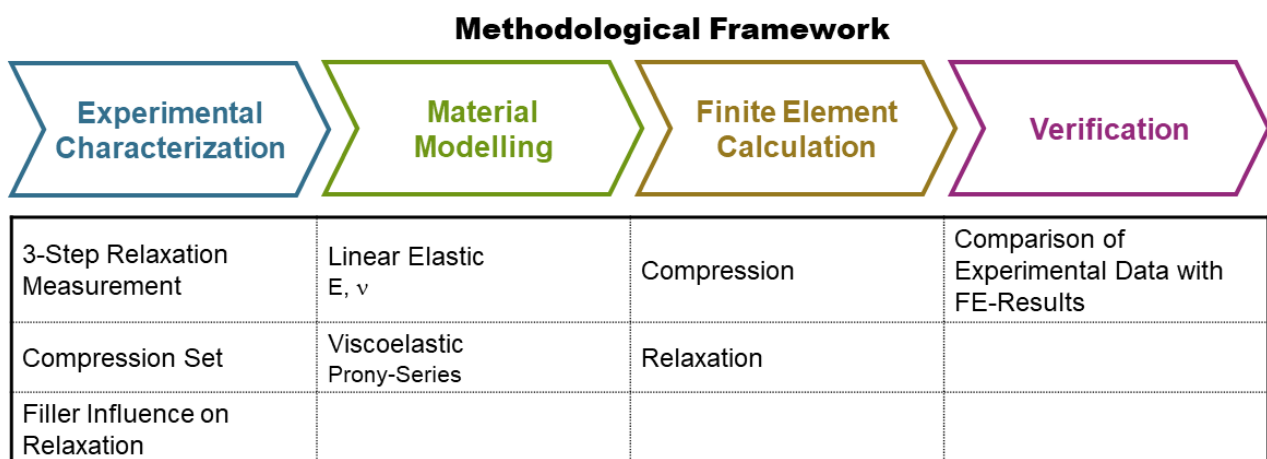 Methodological Framework
Experimental
Characterization
Material
Modelling
Finite Element
Calculation
Verification
3-Step Relaxation
Measurement
Linear Elastic
E, ν
Compression
Comparison of
Experimental Data with
FE-Results
Compression Set
Viscoelastic
Prony-Series
Relaxation
Filler Influence on
Relaxation